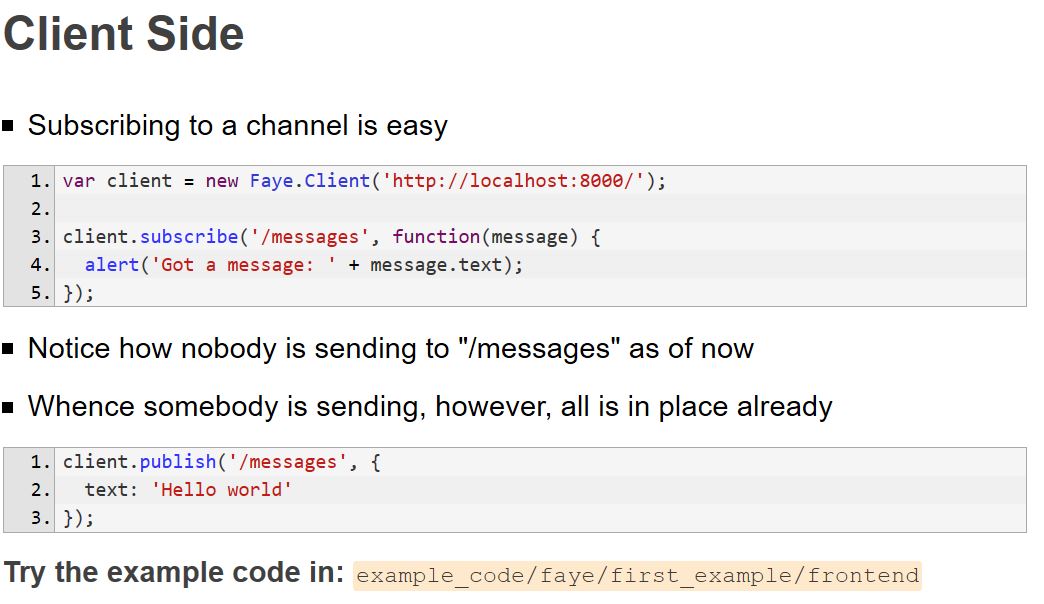 Client Side
▪ Subscribing to a channel is easy
1. var client = new Faye.Client('http://localhost:8000/');
2.
3. client.subscribe('/messages', function(message) {
4.   alert('Got a message: ' + message.text);
5. });
▪ Notice how nobody is sending to "/messages" as of now
▪ Whence somebody is sending, however, all is in place already
1. client.publish('/messages', {
2.   text: 'Hello world'
3. });
Try the example code in: example_code/faye/first_example/frontend